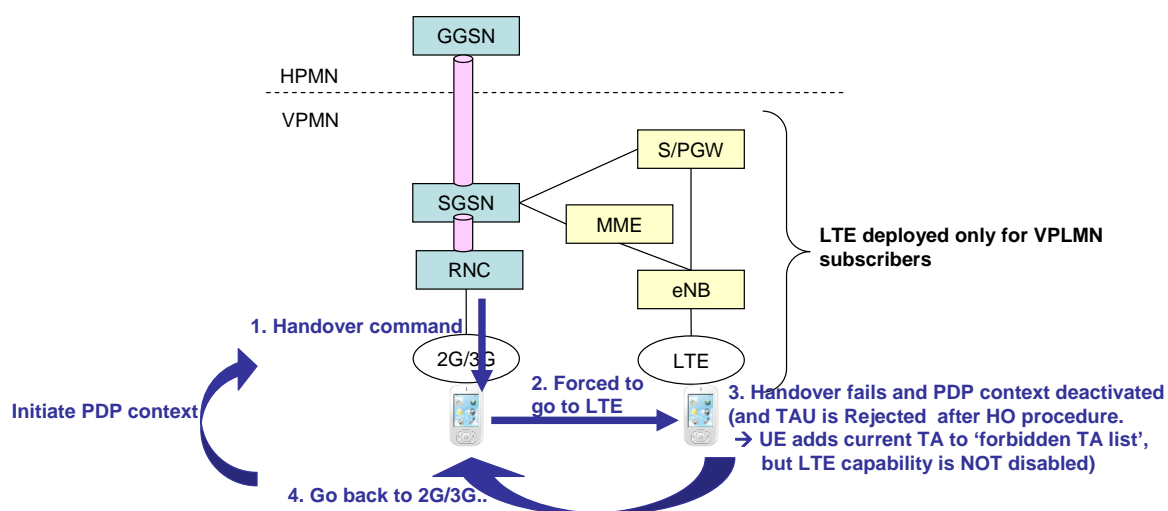 GGSN
HPMN
VPMN
S/PGW
SGSN
MME
LTE deployed only for VPLMN
subscribers
RNC
eNB
1. Handover command
2G/3G
LTE
2. Forced to
go to LTE
3. Handover fails and PDP context deactivated
(and TAU is Rejected after HO procedure.
→ UE adds current TA to ‘forbidden TA list’,
but LTE capability is NOT disabled)
Initiate PDP context
4. Go back to 2G/3G..